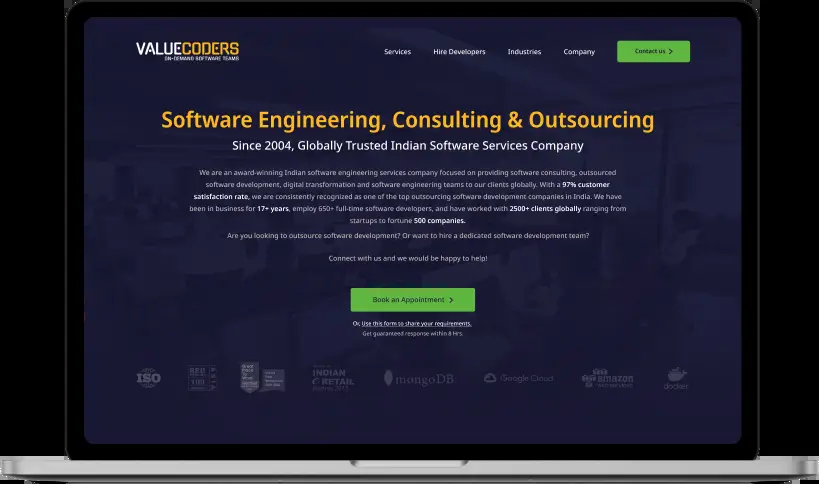 VALUECODERS
ON-DEMAND SOFTWARE TEAMS
Services
Hire Developers
Industries
Company
Contact us
Software Engineering, Consulting & Outsourcing
Since 2004, Globally Trusted Indian Software Services Company
We are an award-winning Indian software engineering services company focused on providing software consulting, outsourced
software development, digital transformation and software engineering teams to our clients globally. With a 97% customer
satisfaction rate, we are consistently recognized as one of the top outsourcing software development companies in India. We have
been in business for 17+ years, employ 650+ full-time software developers, and have worked with 2500+ clients globally ranging from
startups to fortune 500 companies.
Are you looking to outsource software development? Or want to hire a dedicated software development team?
Connect with us and we would be happy to help!
Book an Appointment
Or, Use this form to share your requirements.
Get guaranteed response within 8 Hrs.
ISO
RED
100
ASIA
INDIAN
RETAIL
mongoDB
Google Cloud
amazon
web services
docker